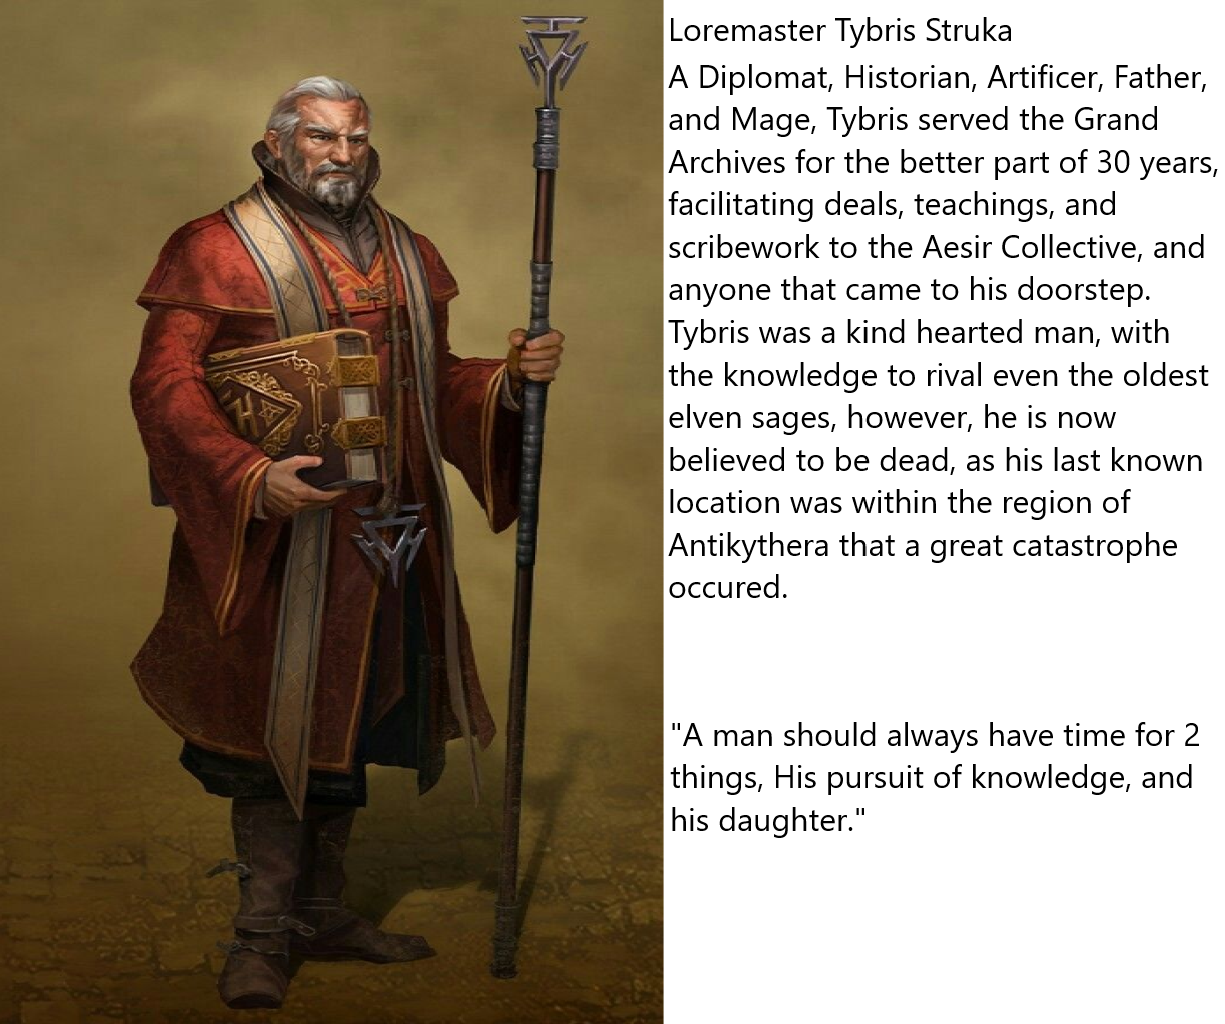 Loremaster Tybris Struka
A Diplomat, Historian, Artificer, Father,
and Mage, Tybris served the Grand
Archives for the better part of 30 years,
facilitating deals, teachings, and
scribework to the Aesir Collective, and
anyone that came to his doorstep.
Tybris was a kind hearted man, with
the knowledge to rival even the oldest
elven sages, however, he is now
believed to be dead, as his last known
location was within the region of
Antikythera that a great catastrophe
occured.
"A man should always have time for 2
things, His pursuit of knowledge, and
his daughter."